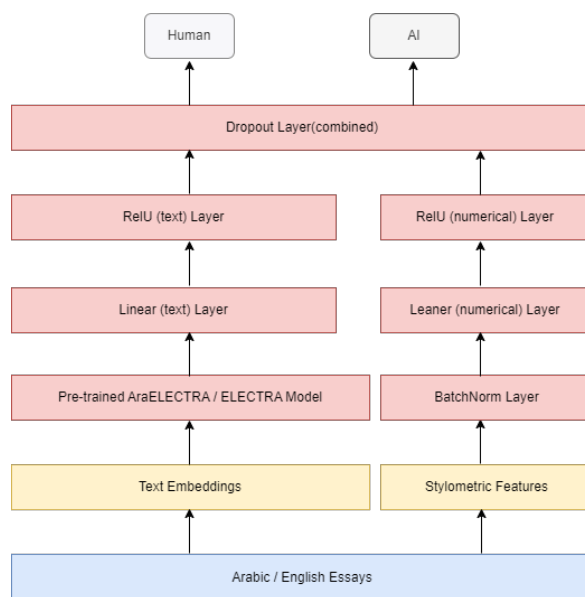 Human
AI
Dropout Layer(combined)
RelU (text) Layer
RelU (numerical) Layer
Linear (text) Layer
Leaner (numerical) Layer
Pre-trained AraELECTRA / ELECTRA Model
BatchNorm Layer
Text Embeddings
Stylometric Features
Arabic / English Essays